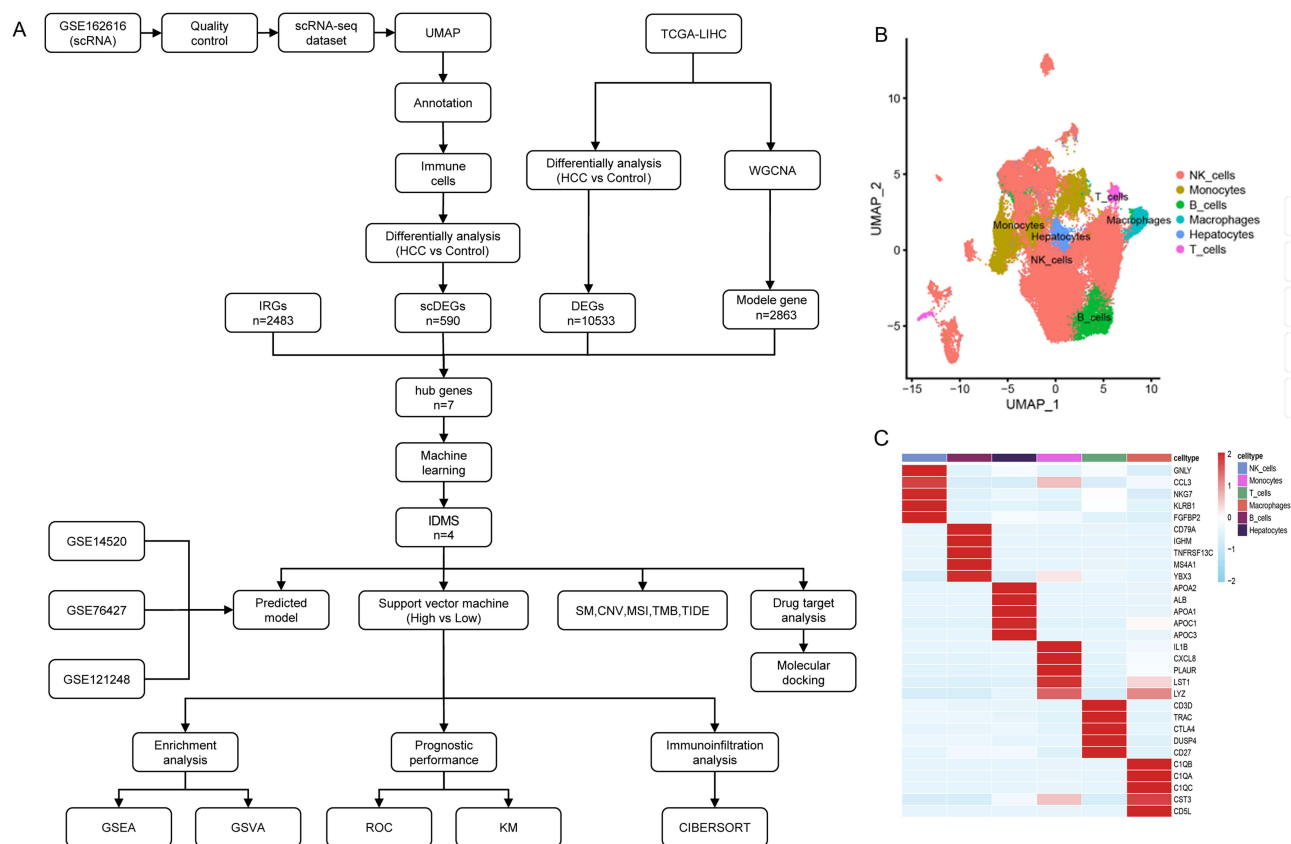 A
GSE162616
(scRNA)
Quality
control
scRNA-seq
dataset
UMAP
TCGA-LIHC
Annotation
Immune
cells
Differentially analysis
(HCC vs Control)
WGCNA
Differentially analysis
(HCC vs Control)
IRGs
n=2483
scDEGs
n=590
DEGs
n=10533
Modele gene
n=2863
hub genes
n=7
Machine
learning
IDMS
n=4
GSE14520
GSE76427
GSE121248
Predicted
model
Support vector machine
(High vs Low)
SM,CNV,MSI,TMB,TIDE
Drug target
analysis
Molecular
docking
Enrichment
analysis
Prognostic
performance
Immunoinfiltration
analysis
GSEA
GSVA
ROC
KM
CIBERSORT
B
UMAP_2
10
5
0
−5
−15
−10
−5
0
5
10
UMAP_1
T_cells
Macrophages
Monocytes
Hepatocytes
NK_cells
B_cells
NK_cells
Monocytes
B_cells
Macrophages
Hepatocytes
T_cells
C
celltype
GNLY
CCL3
NKG7
KLRB1
FGFBP2
CD79A
IGHM
TNFRSF13C
MS4A1
YBX3
APOA2
ALB
APOA1
APOC1
APOC3
IL1B
CXCL8
PLAUR
LST1
LYZ
CD3D
TRAC
CTLA4
DUSP4
CD27
C1QB
C1QA
C1QC
CST3
CD5L
2
1
0
−1
−2
celltype
NK_cells
Monocytes
T_cells
Macrophages
B_cells
Hepatocytes